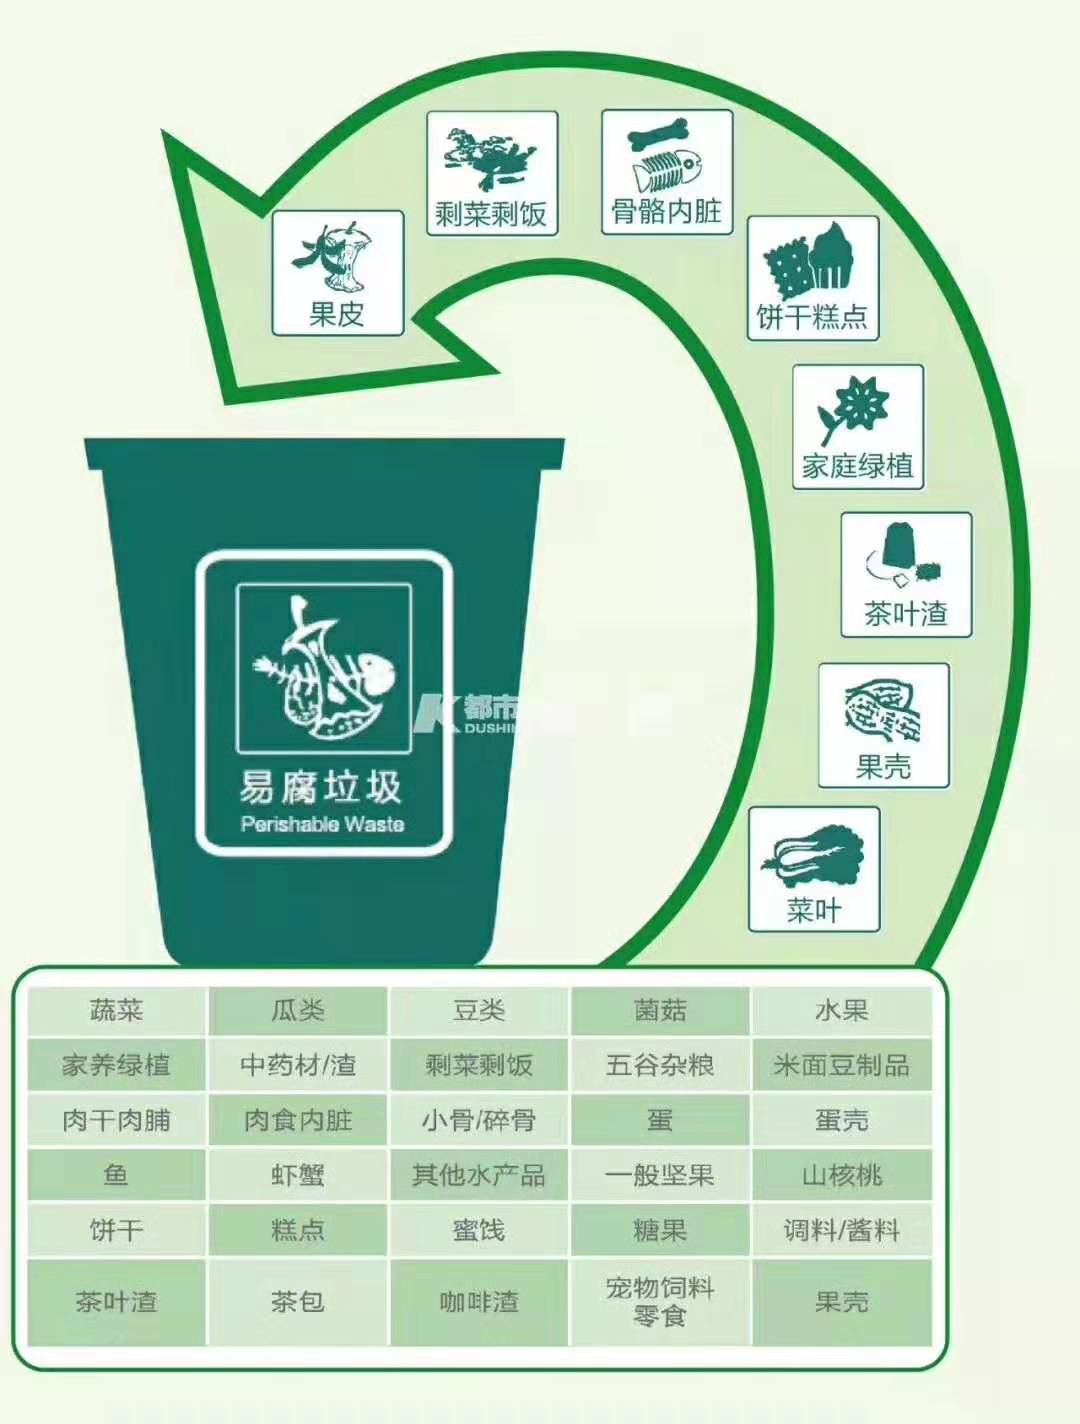 剩菜剩饭
骨骼内脏
果皮
饼干糕点
家庭绿植
茶叶渣
果壳
菜叶
易腐垃圾
Perishable Waste
都市
DUSHI
蔬菜 瓜类 豆类 菌菇 水果
家养绿植 中药材/渣 剩菜剩饭 五谷杂粮 米面豆制品
肉干肉脯 肉食内脏 小骨/碎骨 蛋 蛋壳
鱼 虾蟹 其他水产品 一般坚果 山核桃
饼干 糕点 蜜饯 糖果 调料/酱料
茶叶渣 茶包 咖啡渣 宠物饲料 果壳
零食